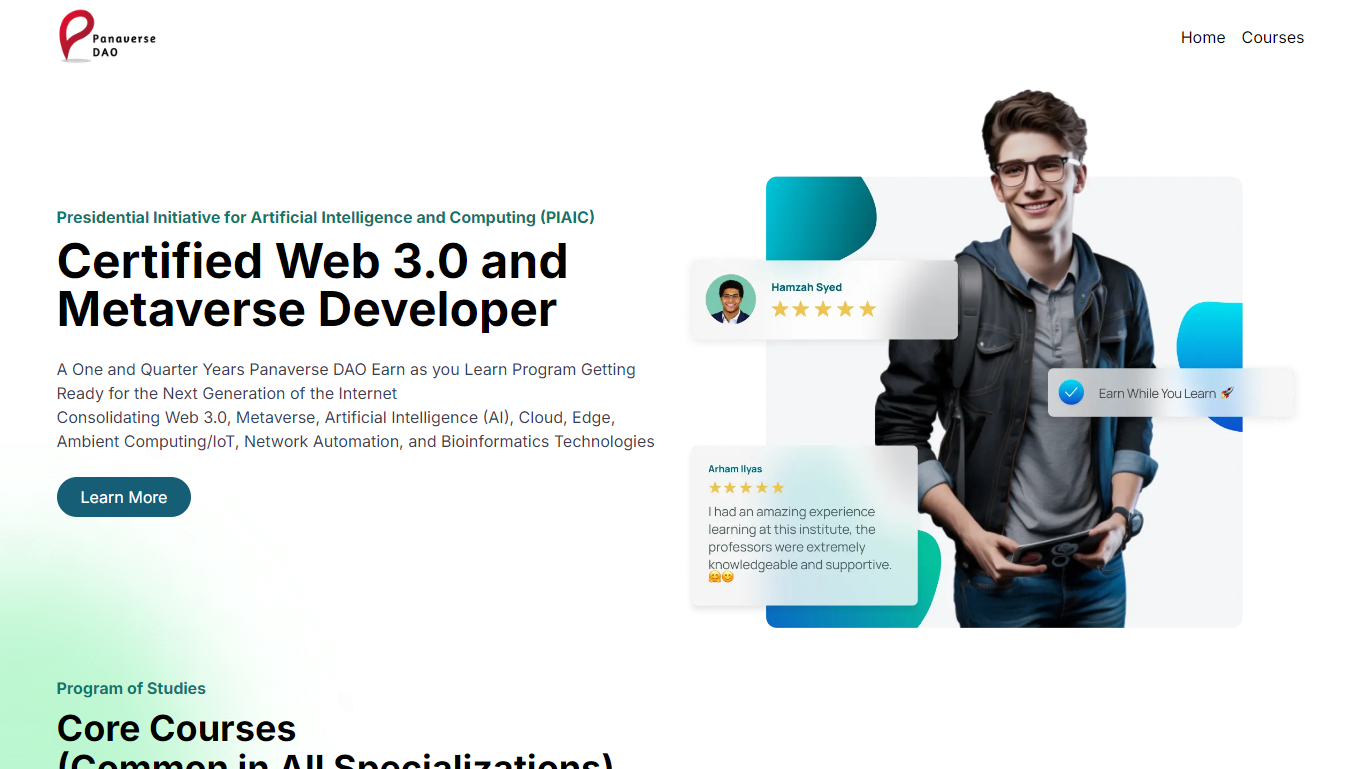 Panaverse
DAO
Home
Courses
Presidential Initiative for Artificial Intelligence and Computing (PIAIC)
Certified Web 3.0 and
Metaverse Developer
A One and Quarter Years Panaverse DAO Earn as you Learn Program Getting
Ready for the Next Generation of the Internet
Consolidating Web 3.0, Metaverse, Artificial Intelligence (AI), Cloud, Edge,
Ambient Computing/IoT, Network Automation, and Bioinformatics Technologies
Learn More
Hamzah Syed
Earn While You Learn 🚀
Arham Ilyas
I had an amazing experience
learning at this institute, the
professors were extremely
knowledgeable and supportive.
🤗😊
Program of Studies
Core Courses
(Common in All Specializations)